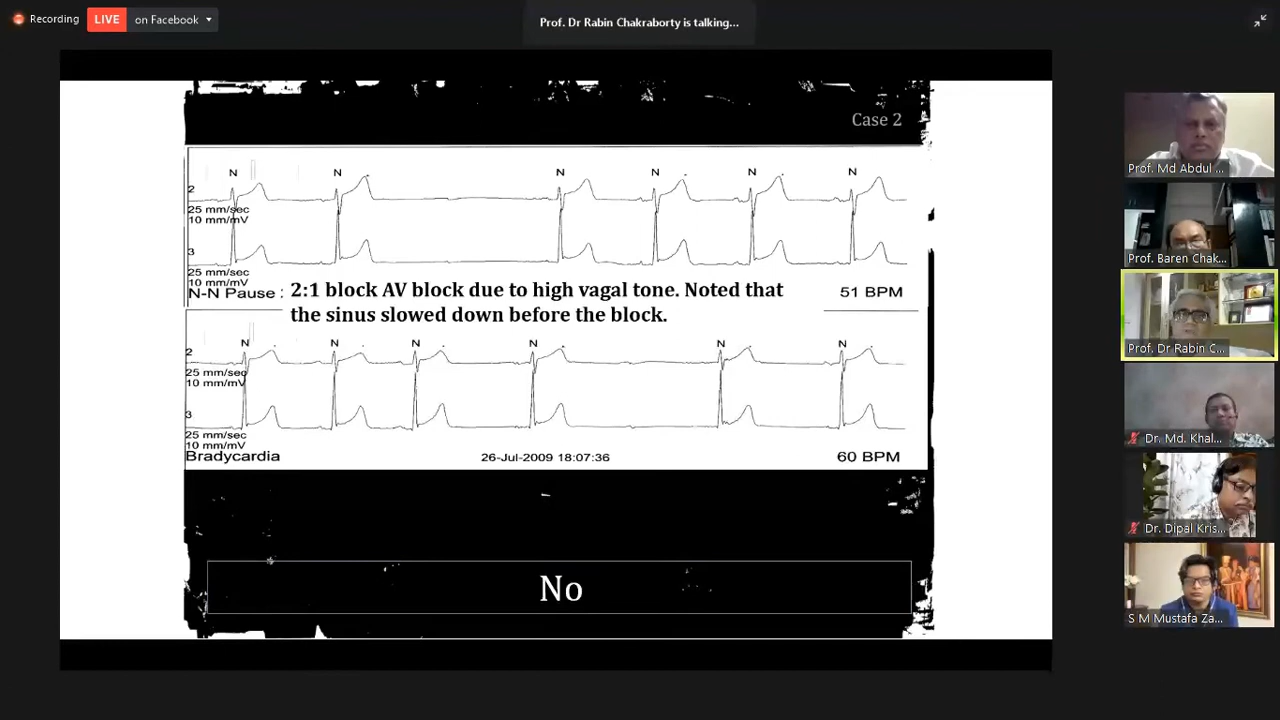 Recording
LIVE on Facebook
Prof. Dr Rabin Chakraborty is talking...
Case 2
N N N N N N
2
25 mm/sec
10 mm/mV
3
25 mm/sec
10 mm/mV
N-N Pause : 51 BPM
2:1 block AV block due to high vagal tone. Noted that
the sinus slowed down before the block.
N N N N N N
2
25 mm/sec
10 mm/mV
3
25 mm/sec
10 mm/mV
Bradycardia 26-Jul-2009 18:07:36 60 BPM
No
Prof. Md Abdul ...
Prof. Baren Chak...
Prof. Dr Rabin C...
Dr. Md. Khal...
Dr. Dipal Kris...
S M Mustafa Za...